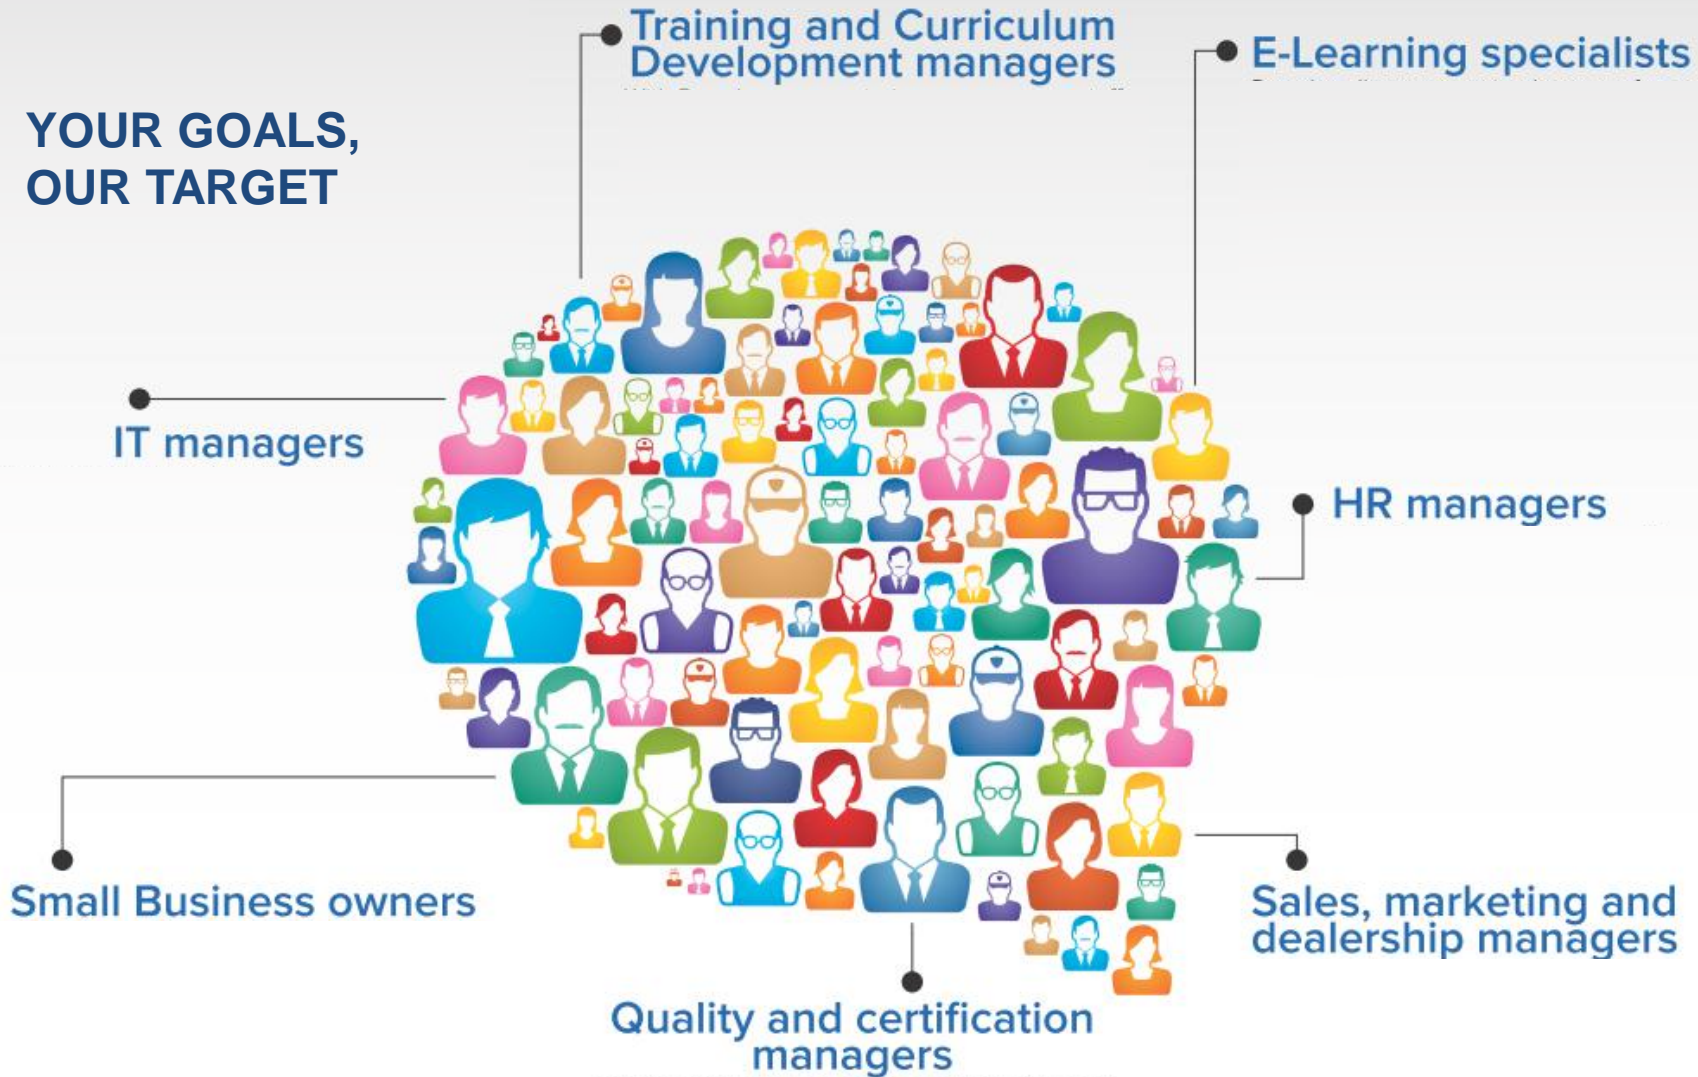 Training and Curriculum
Development managers
E-Learning specialists
YOUR GOALS,
OUR TARGET
IT managers
HR managers
Small Business owners
Sales, marketing and
dealership managers
Quality and certification
managers